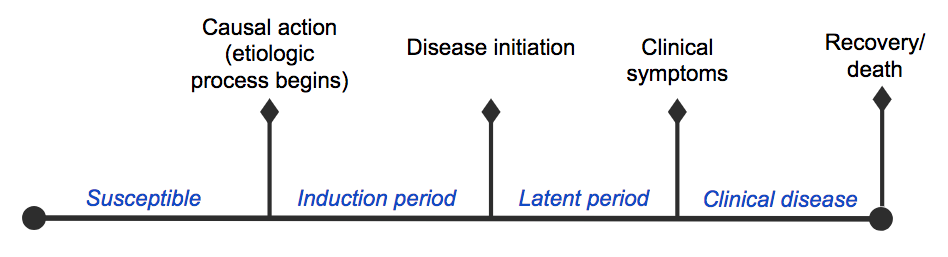 Causal action
(etiologic
process begins)
Disease initiation
Clinical
symptoms
Recovery/
death
Susceptible
Induction period
Latent period
Clinical disease